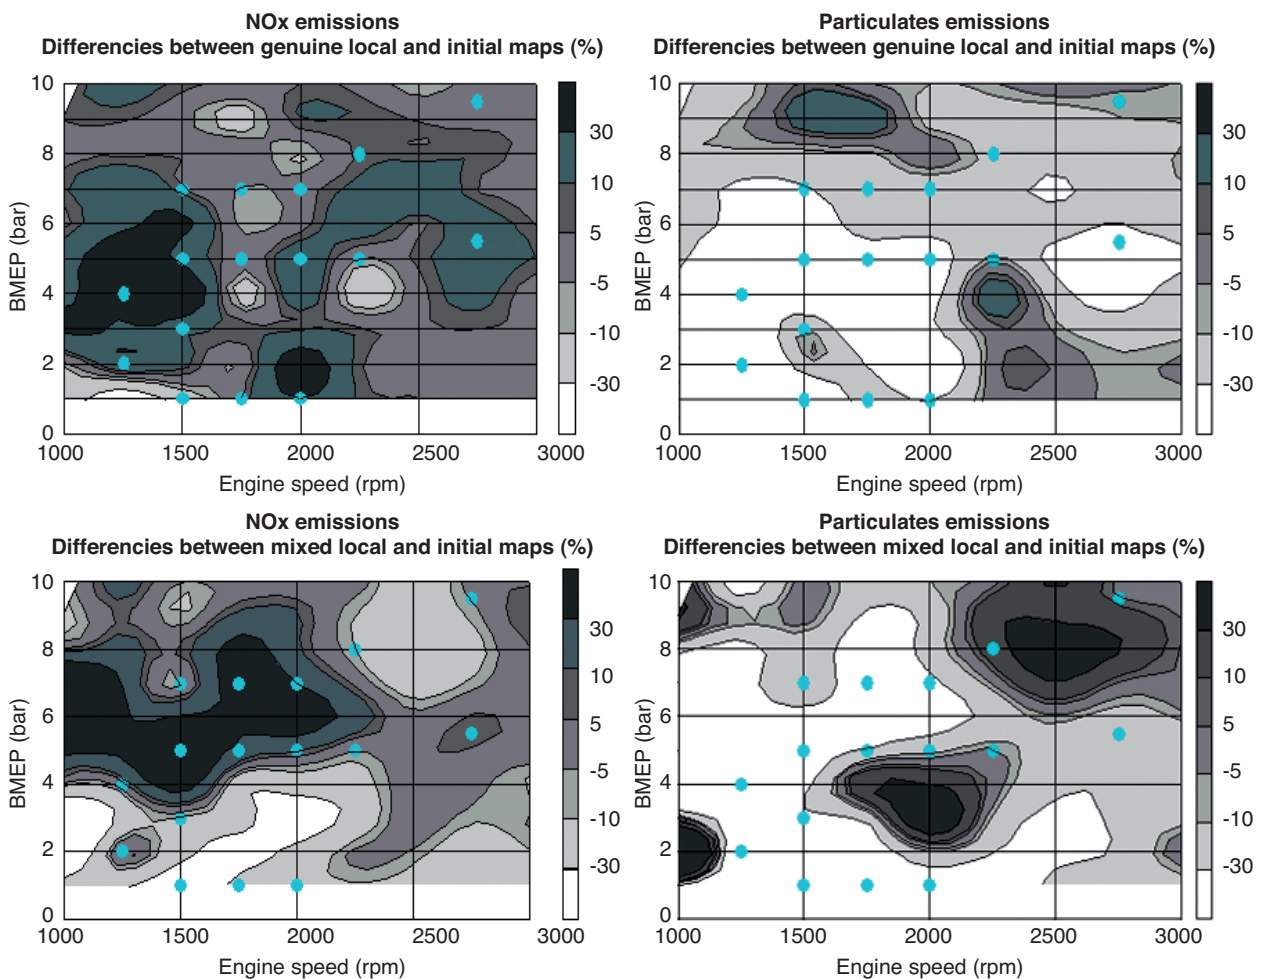 NOx emissions
Differencies between genuine local and initial maps (%)
10
8
6
4
2
0
BMEP (bar)
1000 1500 2000 2500 3000
Engine speed (rpm)
30
10
5
-5
-10
-30
Particulates emissions
Differencies between genuine local and initial maps (%)
10
8
6
4
2
0
BMEP (bar)
1000 1500 2000 2500 3000
Engine speed (rpm)
30
10
5
-5
-10
-30
NOx emissions
Differencies between mixed local and initial maps (%)
10
8
6
4
2
0
BMEP (bar)
1000 1500 2000 2500 3000
Engine speed (rpm)
30
10
5
-5
-10
-30
Particulates emissions
Differencies between mixed local and initial maps (%)
10
8
6
4
2
0
BMEP (bar)
1000 1500 2000 2500 3000
Engine speed (rpm)
30
10
5
-5
-10
-30